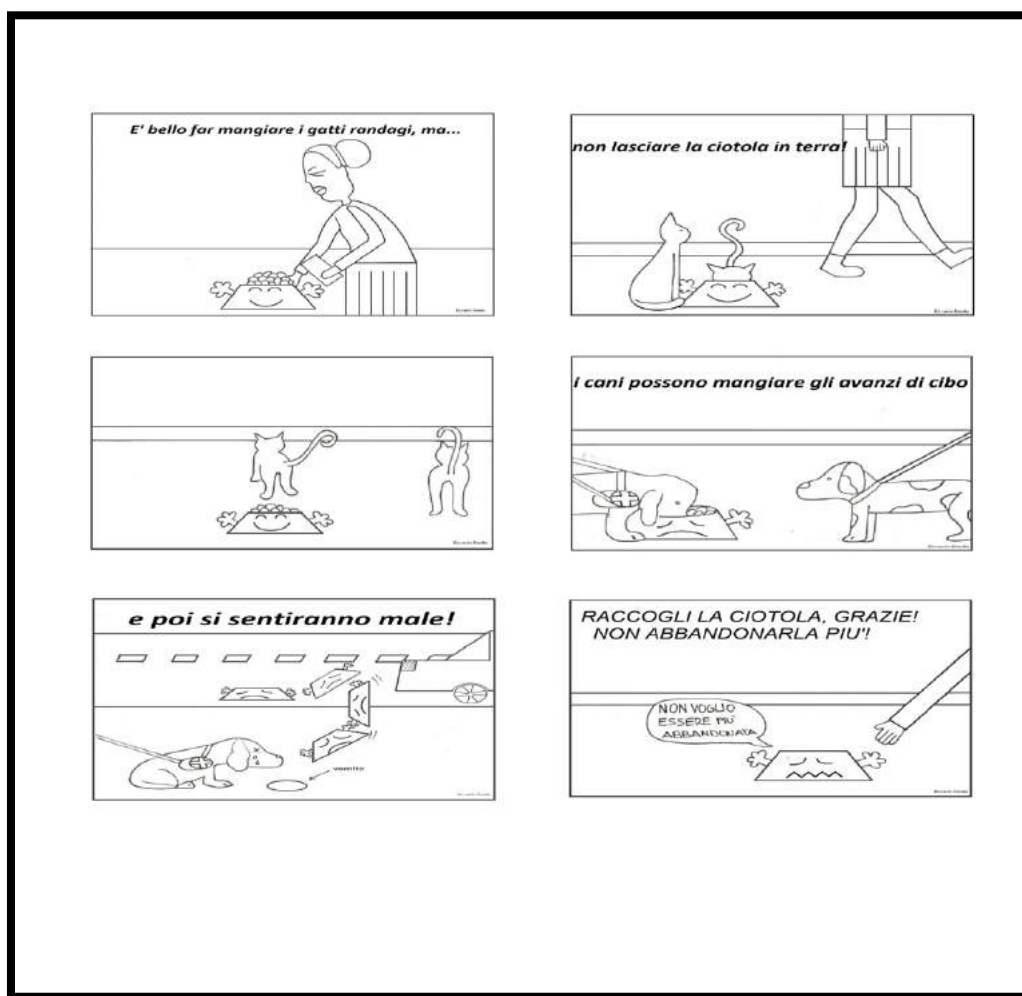 E' bello far mangiare i gatti randagi, ma...
non lasciare la ciotola in terra!
i cani possono mangiare gli avanzi di cibo
e poi si sentiranno male!
vomito
RACCOGLI LA CIOTOLA, GRAZIE!
NON ABBANDONARLA PIU'!
NON VOGLIO
ESSERE PIÙ
ABBANDONATA